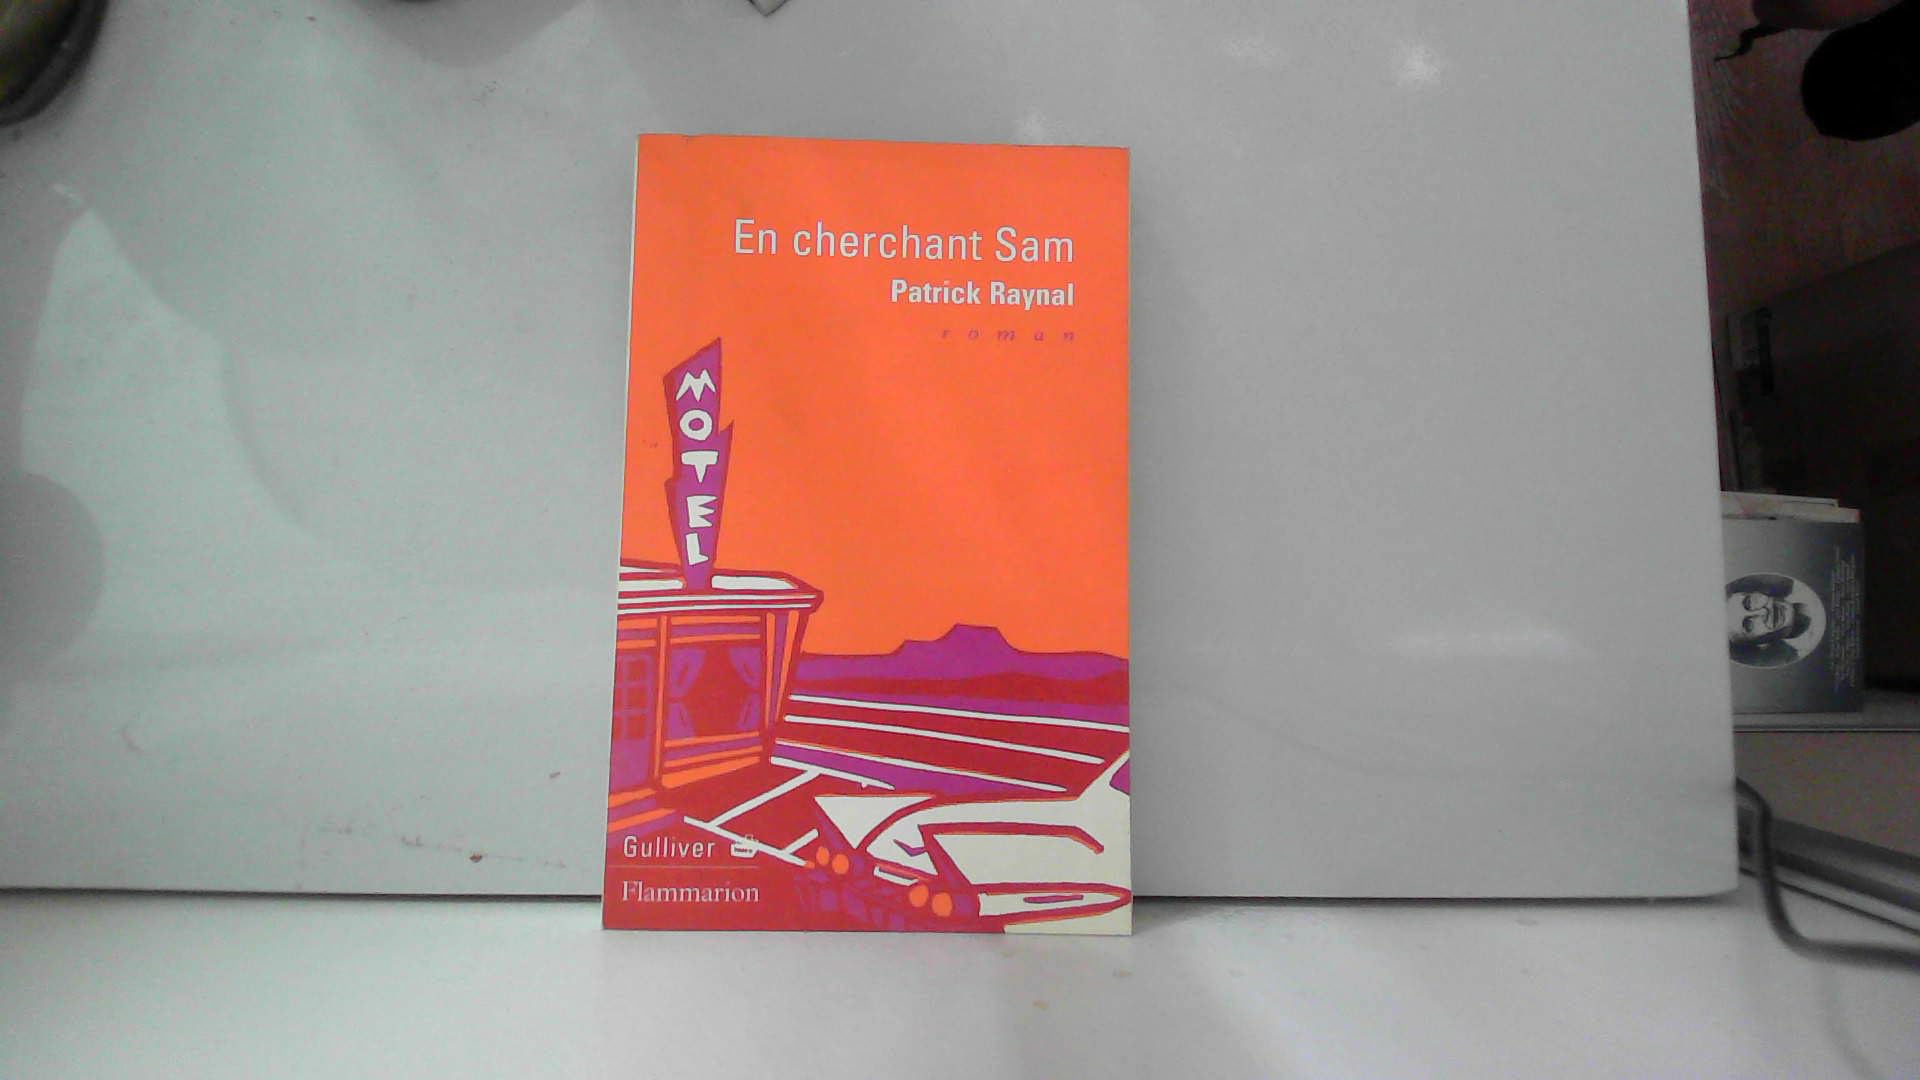 En cherchant Sam
Patrick Raynal
roman
MOTEL
Gulliver
Flammarion